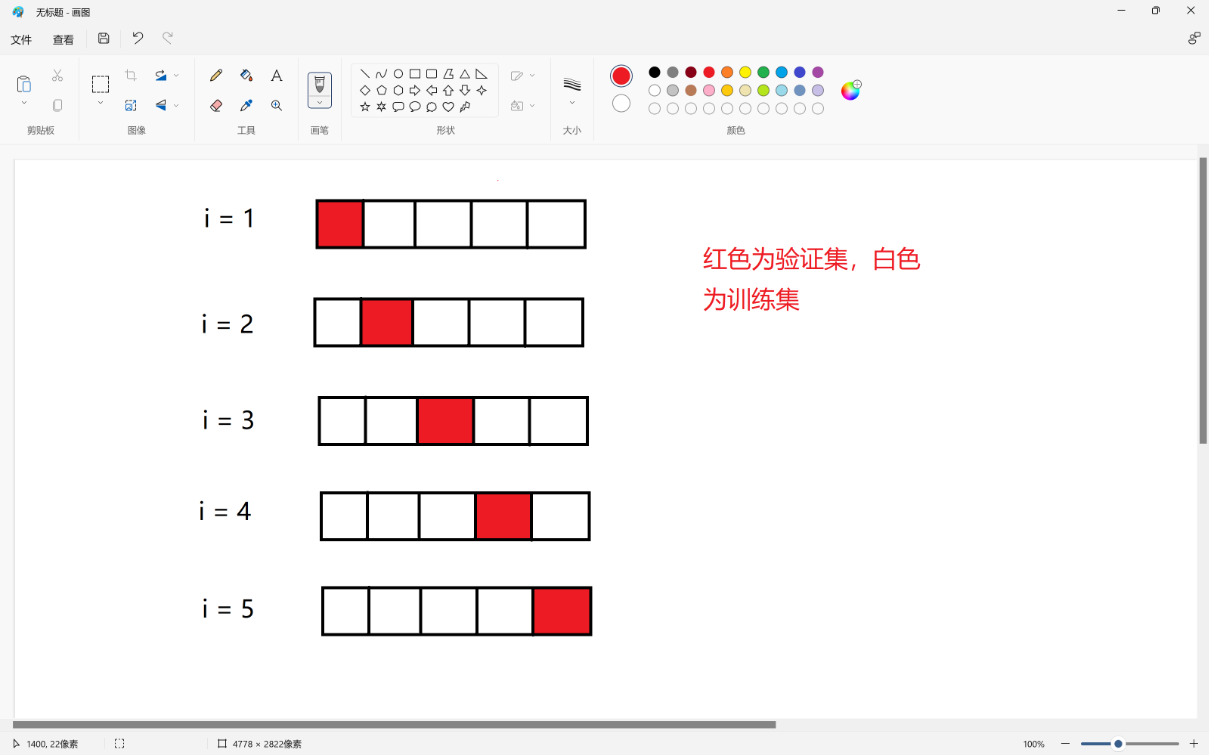 无标题 - 画图
文件 查看
剪贴板 图像 工具 画笔 形状 大小 颜色
i = 1
红色为验证集，白色
为训练集
i = 2
i = 3
i = 4
i = 5
1400, 22像素 4778 × 2822像素 100%